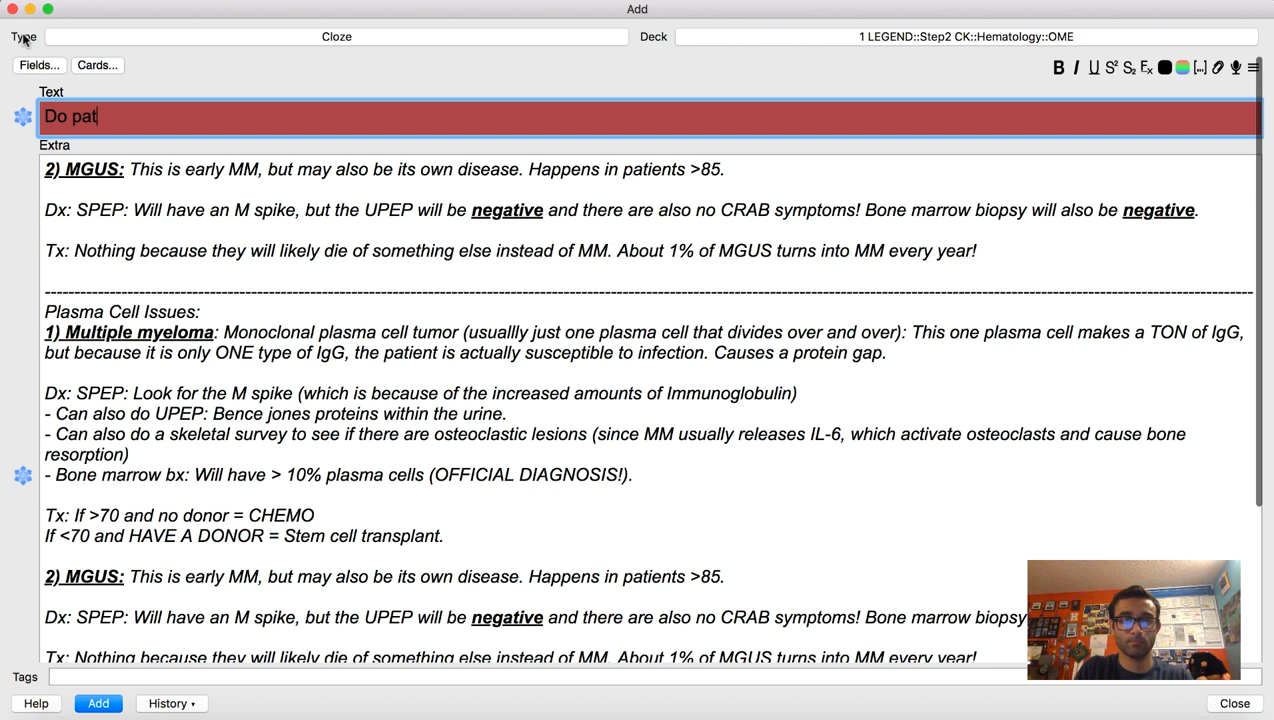 Add
Type Cloze Deck 1 LEGEND::Step2 CK::Hematology::OME
Fields... Cards... B I U S² S₂ Ex [...]
Text
Do pat
Extra
2) MGUS: This is early MM, but may also be its own disease. Happens in patients >85.
Dx: SPEP: Will have an M spike, but the UPEP will be negative and there are also no CRAB symptoms! Bone marrow biopsy will also be negative.
Tx: Nothing because they will likely die of something else instead of MM. About 1% of MGUS turns into MM every year!
Plasma Cell Issues:
1) Multiple myeloma: Monoclonal plasma cell tumor (usuallly just one plasma cell that divides over and over): This one plasma cell makes a TON of IgG,
but because it is only ONE type of IgG, the patient is actually susceptible to infection. Causes a protein gap.
Dx: SPEP: Look for the M spike (which is because of the increased amounts of Immunoglobulin)
- Can also do UPEP: Bence jones proteins within the urine.
- Can also do a skeletal survey to see if there are osteoclastic lesions (since MM usually releases IL-6, which activate osteoclasts and cause bone
resorption)
- Bone marrow bx: Will have > 10% plasma cells (OFFICIAL DIAGNOSIS!).
Tx: If >70 and no donor = CHEMO
If <70 and HAVE A DONOR = Stem cell transplant.
2) MGUS: This is early MM, but may also be its own disease. Happens in patients >85.
Dx: SPEP: Will have an M spike, but the UPEP will be negative and there are also no CRAB symptoms! Bone marrow biopsy
Tx: Nothing because they will likely die of something else instead of MM. About 1% of MGUS turns into MM every year!
Tags
Help Add History Close